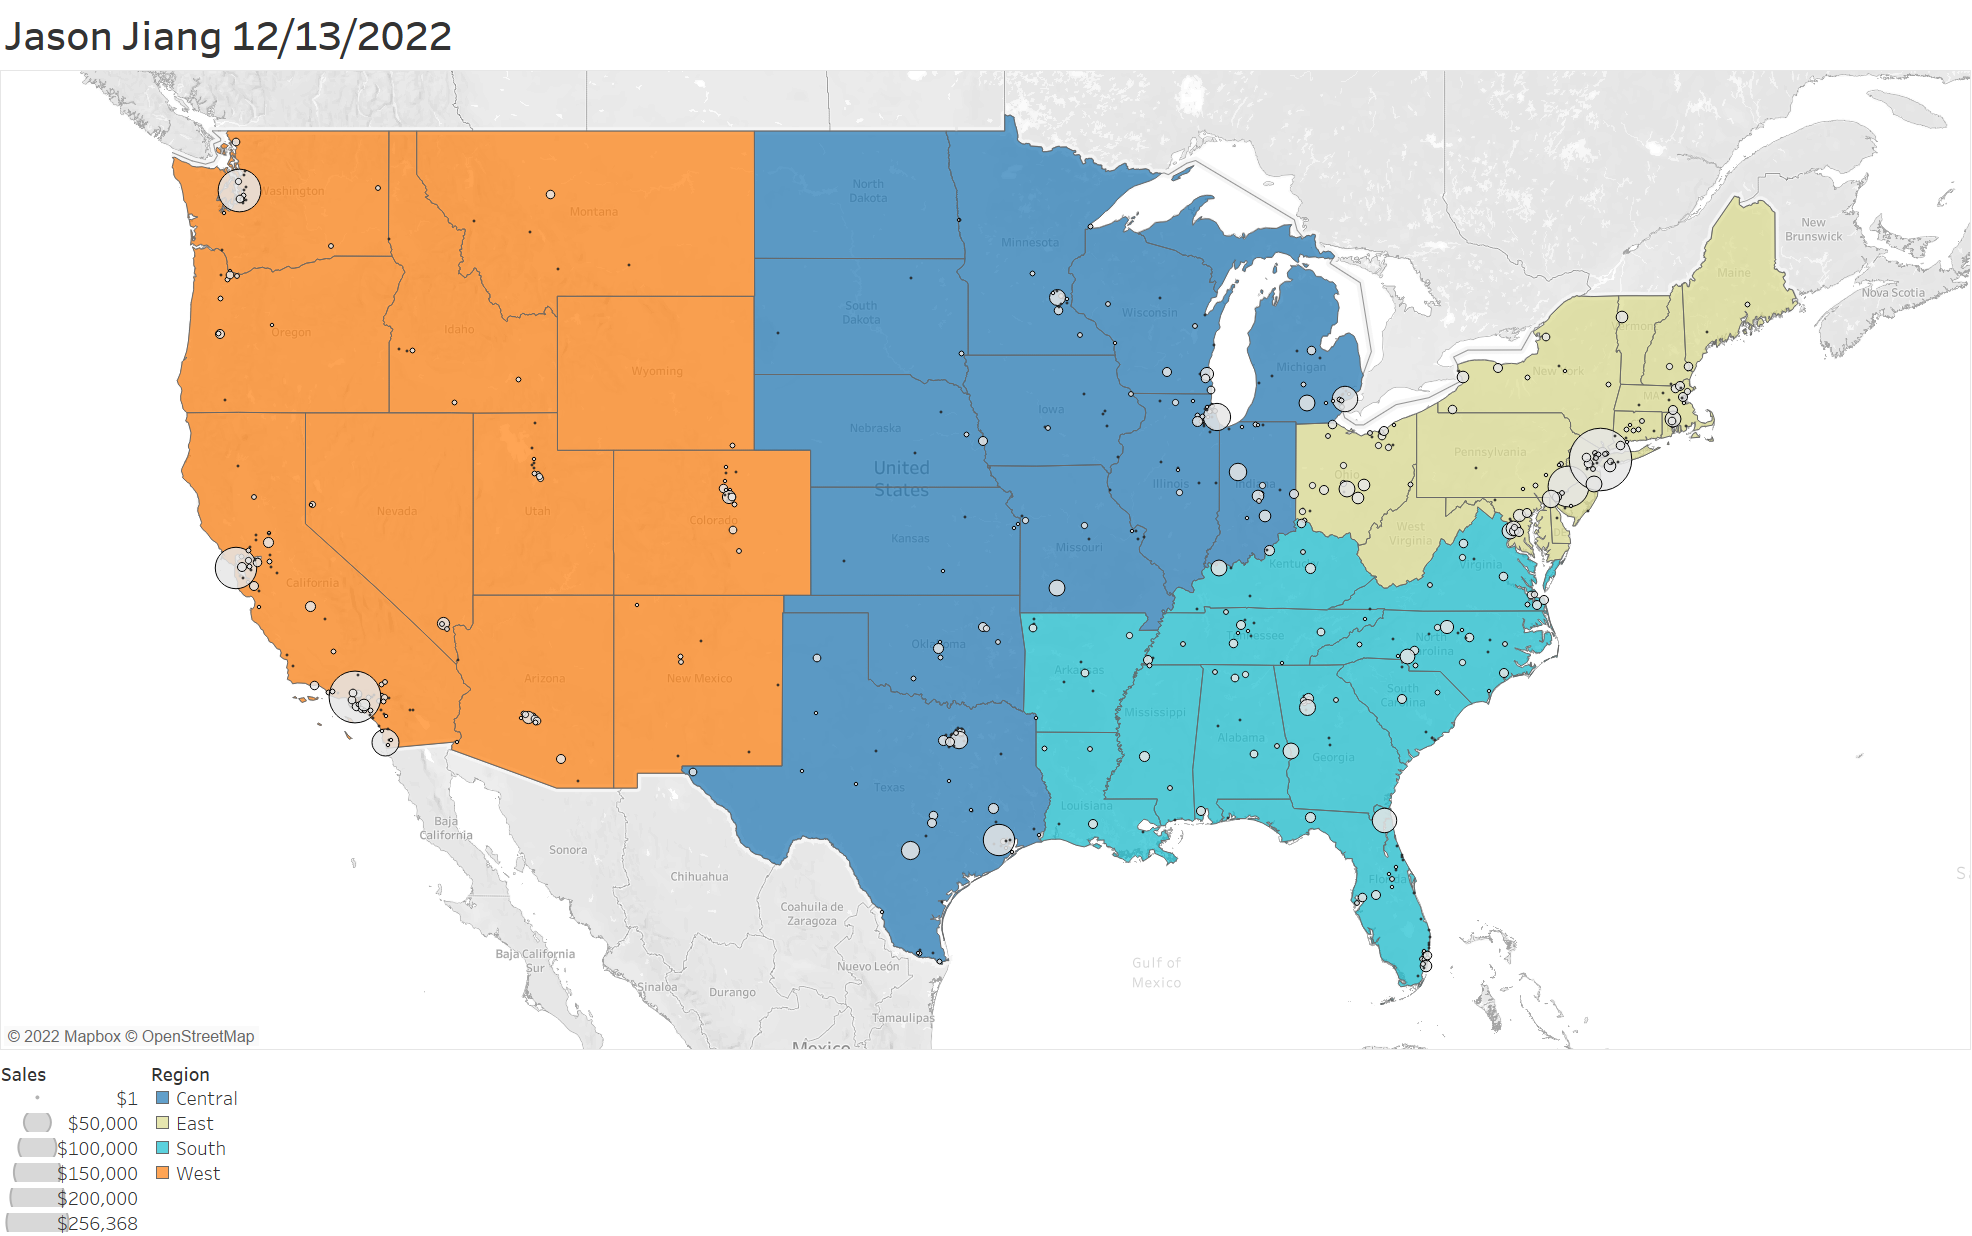 Jason Jiang 12/13/2022
New
Brunswick
Nova Scotia
Washington
Montana
North
Dakota
Minnesota
Maine
Oregon
Idaho
South
Dakota
Wisconsin
Vermont
Wyoming
Michigan
New York
MA
Iowa
Nebraska
Pennsylvania
United
States
Illinois
Indiana
Ohio
Nevada
Utah
Colorado
Kansas
Missouri
West
Virginia
DE
California
Kentucky
Virginia
Oklahoma
Tennessee
North
Carolina
Arizona
New Mexico
Arkansas
South
Carolina
Mississippi
Alabama
Georgia
Texas
Louisiana
Baja
California
Sonora
Chihuahua
Florida
Coahuila de
Zaragoza
Baja California
Sur
Nuevo León
Gulf of
Mexico
Sinaloa
Durango
Tamaulipas
México
© 2022 Mapbox © OpenStreetMap
Sales
$1
$50,000
$100,000
$150,000
$200,000
$256,368
Region
Central
East
South
West